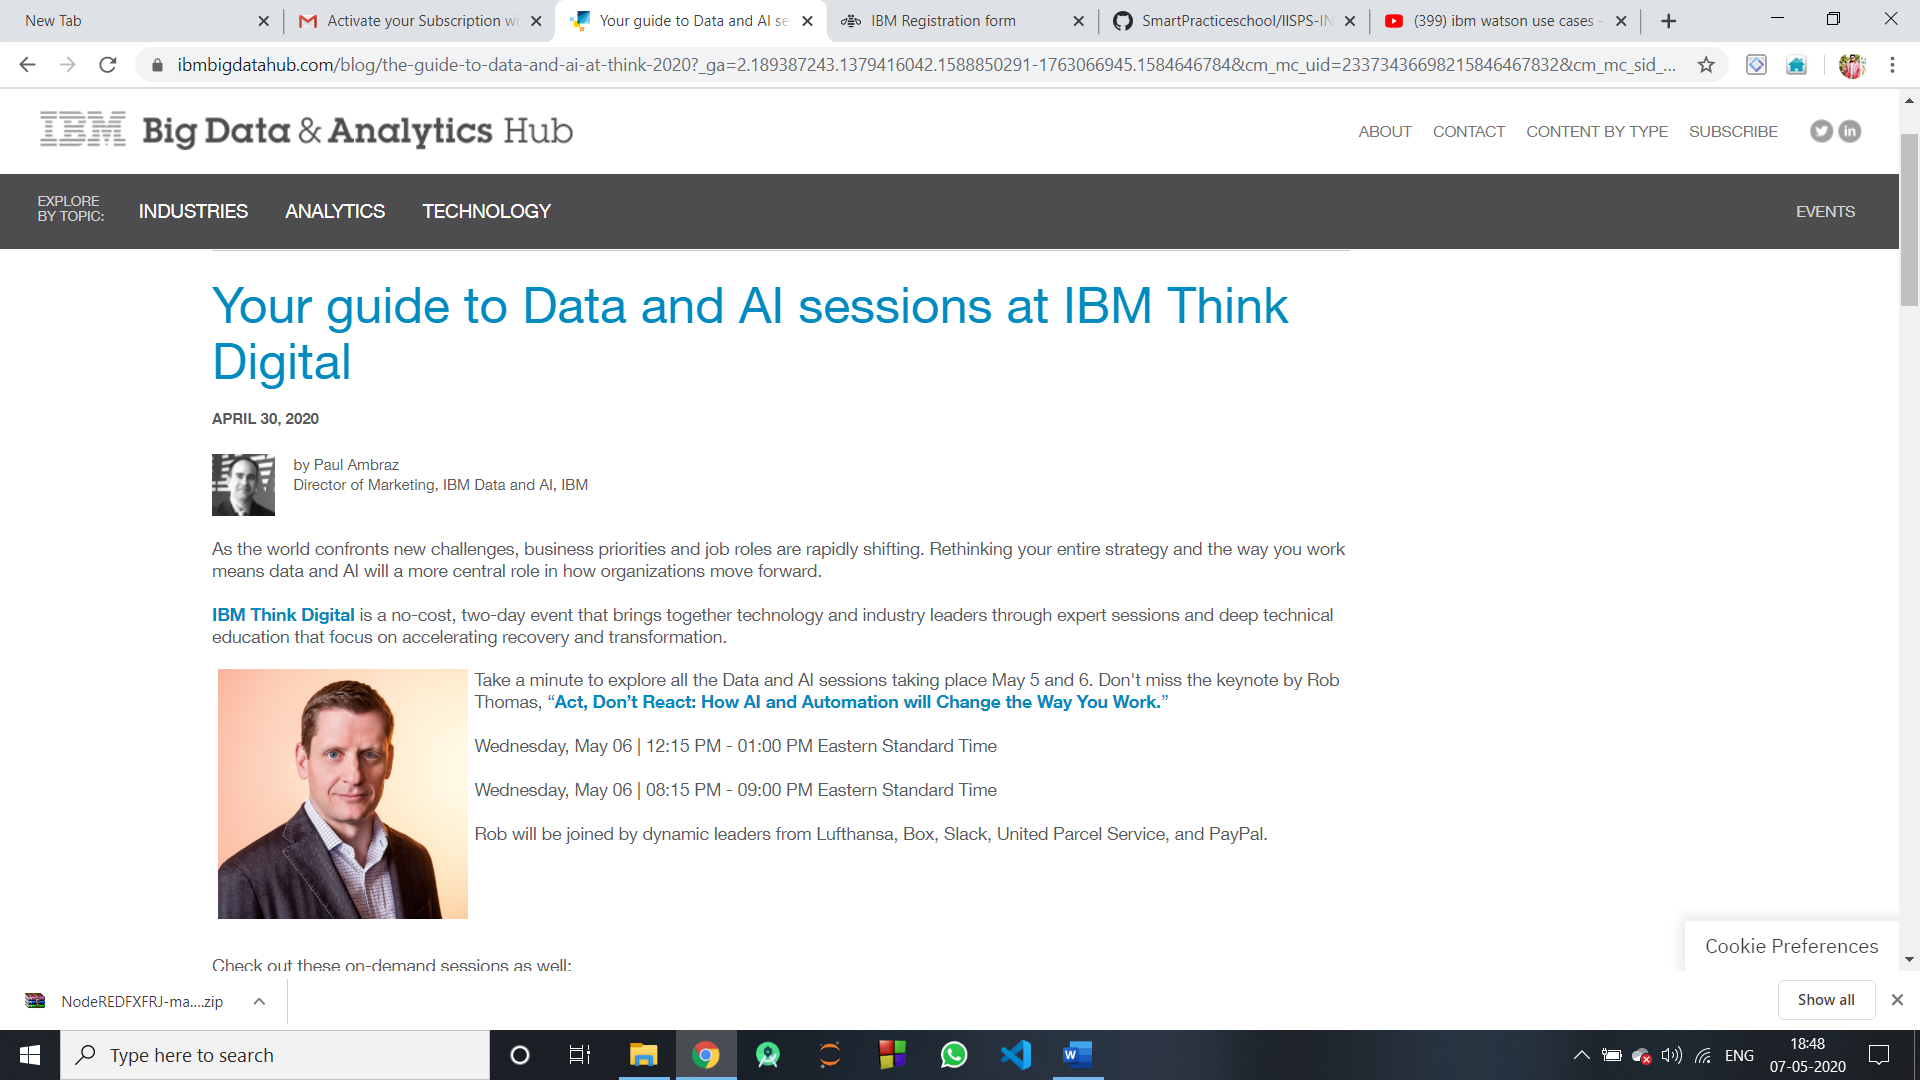 New Tab
Activate your Subscription wi
Your guide to Data and AI se
IBM Registration form
SmartPracticeschool/IISPS-IN
(399) ibm watson use cases -
ibmbigdatahub.com/blog/the-guide-to-data-and-ai-at-think-2020?_ga=2.189387243.1379416042.1588850291-1763066945.1584646784&cm_mc_uid=23373436698215846467832&cm_mc_sid_...
IBM Big Data & Analytics Hub
ABOUT CONTACT CONTENT BY TYPE SUBSCRIBE
EXPLORE
BY TOPIC:
INDUSTRIES ANALYTICS TECHNOLOGY
EVENTS
Your guide to Data and AI sessions at IBM Think
Digital
APRIL 30, 2020
by Paul Ambraz
Director of Marketing, IBM Data and AI, IBM
As the world confronts new challenges, business priorities and job roles are rapidly shifting. Rethinking your entire strategy and the way you work
means data and AI will a more central role in how organizations move forward.
IBM Think Digital is a no-cost, two-day event that brings together technology and industry leaders through expert sessions and deep technical
education that focus on accelerating recovery and transformation.
Take a minute to explore all the Data and AI sessions taking place May 5 and 6. Don't miss the keynote by Rob
Thomas, “Act, Don’t React: How AI and Automation will Change the Way You Work.”
Wednesday, May 06 | 12:15 PM - 01:00 PM Eastern Standard Time
Wednesday, May 06 | 08:15 PM - 09:00 PM Eastern Standard Time
Rob will be joined by dynamic leaders from Lufthansa, Box, Slack, United Parcel Service, and PayPal.
Check out these on-demand sessions as well:
Cookie Preferences
NodeREDFXFRJ-ma....zip
Show all
Type here to search
ENG
18:48
07-05-2020